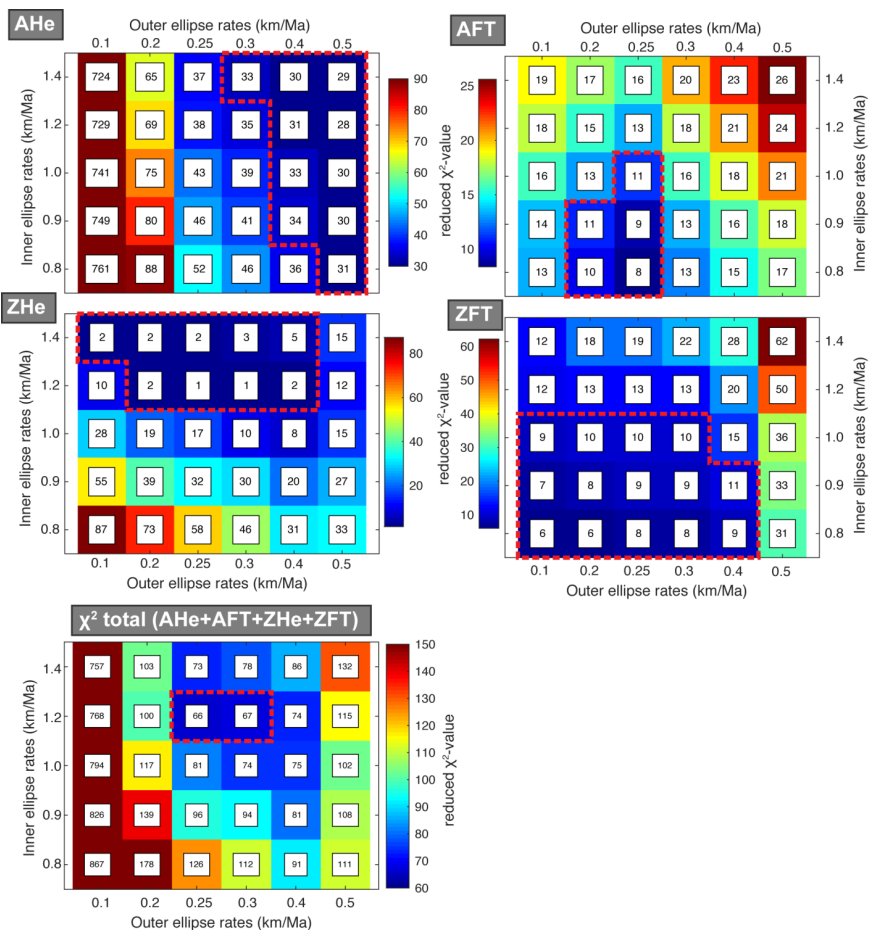 AHe
Outer ellipse rates (km/Ma)
0.1 0.2 0.25 0.3 0.4 0.5
Inner ellipse rates (km/Ma)
1.4 724 65 37 33 30 29
1.2 729 69 38 35 31 28
1.0 741 75 43 39 33 30
0.9 749 80 46 41 34 30
0.8 761 88 52 46 36 31
90
80
70
60
50
40
30
reduced χ²-value
AFT
Outer ellipse rates (km/Ma)
0.1 0.2 0.25 0.3 0.4 0.5
19 17 16 20 23 26 1.4
18 15 13 18 21 24 1.2
16 13 11 16 18 21 1.0
14 11 9 13 16 18 0.9
13 10 8 13 15 17 0.8
Inner ellipse rates (km/Ma)
25
20
15
10
ZHe
Inner ellipse rates (km/Ma)
1.4 2 2 2 3 5 15
1.2 10 2 1 1 2 12
1.0 28 19 17 10 8 15
0.9 55 39 32 30 20 27
0.8 87 73 58 46 31 33
0.1 0.2 0.25 0.3 0.4 0.5
Outer ellipse rates (km/Ma)
80
60
40
20
reduced χ²-value
ZFT
12 18 19 22 28 62 1.4
12 13 13 13 20 50 1.2
9 10 10 10 15 36 1.0
7 8 9 9 11 33 0.9
6 6 8 8 9 31 0.8
0.1 0.2 0.25 0.3 0.4 0.5
Outer ellipse rates (km/Ma)
Inner ellipse rates (km/Ma)
60
50
40
30
20
10
χ² total (AHe+AFT+ZHe+ZFT)
Inner ellipse rates (km/Ma)
1.4 757 103 73 78 86 132
1.2 768 100 66 67 74 115
1.0 794 117 81 74 75 102
0.9 826 139 96 94 81 108
0.8 867 178 126 112 91 111
0.1 0.2 0.25 0.3 0.4 0.5
Outer ellipse rates (km/Ma)
150
140
130
120
110
100
90
80
70
60
reduced χ²-value